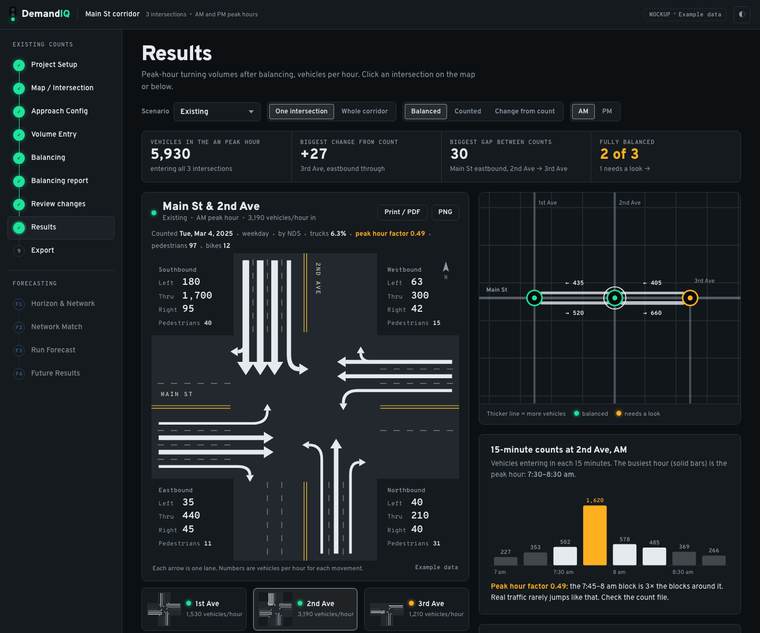 DemandIQ
Main St corridor 3 intersections • AM and PM peak hours
MOCKUP · Example data
EXISTING COUNTS
Project Setup
Map / Intersection
Approach Config
Volume Entry
Balancing
Balancing report
Review changes
Results
9 Export
FORECASTING
F1 Horizon & Network
F2 Network Match
F3 Run Forecast
F4 Future Results
Results
Peak-hour turning volumes after balancing, vehicles per hour. Click an intersection on the map
or below.
Scenario Existing One intersection Whole corridor Balanced Counted Change from count AM PM
VEHICLES IN THE AM PEAK HOUR
5,930
entering all 3 intersections
BIGGEST CHANGE FROM COUNT
+27
3rd Ave, eastbound through
BIGGEST GAP BETWEEN COUNTS
30
Main St eastbound, 2nd Ave → 3rd Ave
FULLY BALANCED
2 of 3
1 needs a look →
Main St & 2nd Ave
Existing · AM peak hour · 3,190 vehicles/hour in
Print / PDF PNG
Counted Tue, Mar 4, 2025 · weekday · by NDS · trucks 6.3% · peak hour factor 0.49 ·
pedestrians 97 · bikes 12
Southbound
Left 180
Thru 1,700
Right 95
Pedestrians 40
2ND AVE
Westbound
Left 63
Thru 300
Right 42
Pedestrians 15
N
MAIN ST
Eastbound
Left 35
Thru 440
Right 45
Pedestrians 11
Northbound
Left 40
Thru 210
Right 40
Pedestrians 31
Each arrow is one lane. Numbers are vehicles per hour for each movement.
Example data
1st Ave
1,530 vehicles/hour
2nd Ave
3,190 vehicles/hour
3rd Ave
1,210 vehicles/hour
1st Ave
2nd Ave
3rd Ave
Main St
← 435
← 405
→ 520
→ 660
Thicker line = more vehicles balanced needs a look
15-minute counts at 2nd Ave, AM
Vehicles entering in each 15 minutes. The busiest hour (solid bars) is the
peak hour: 7:30–8:30 am.
227 353 502 1,620 578 485 369 266
7 am 7:30 am 8 am 8:30 am
Peak hour factor 0.49: the 7:45–8 am block is 3× the blocks around it.
Real traffic rarely jumps like that. Check the count file.